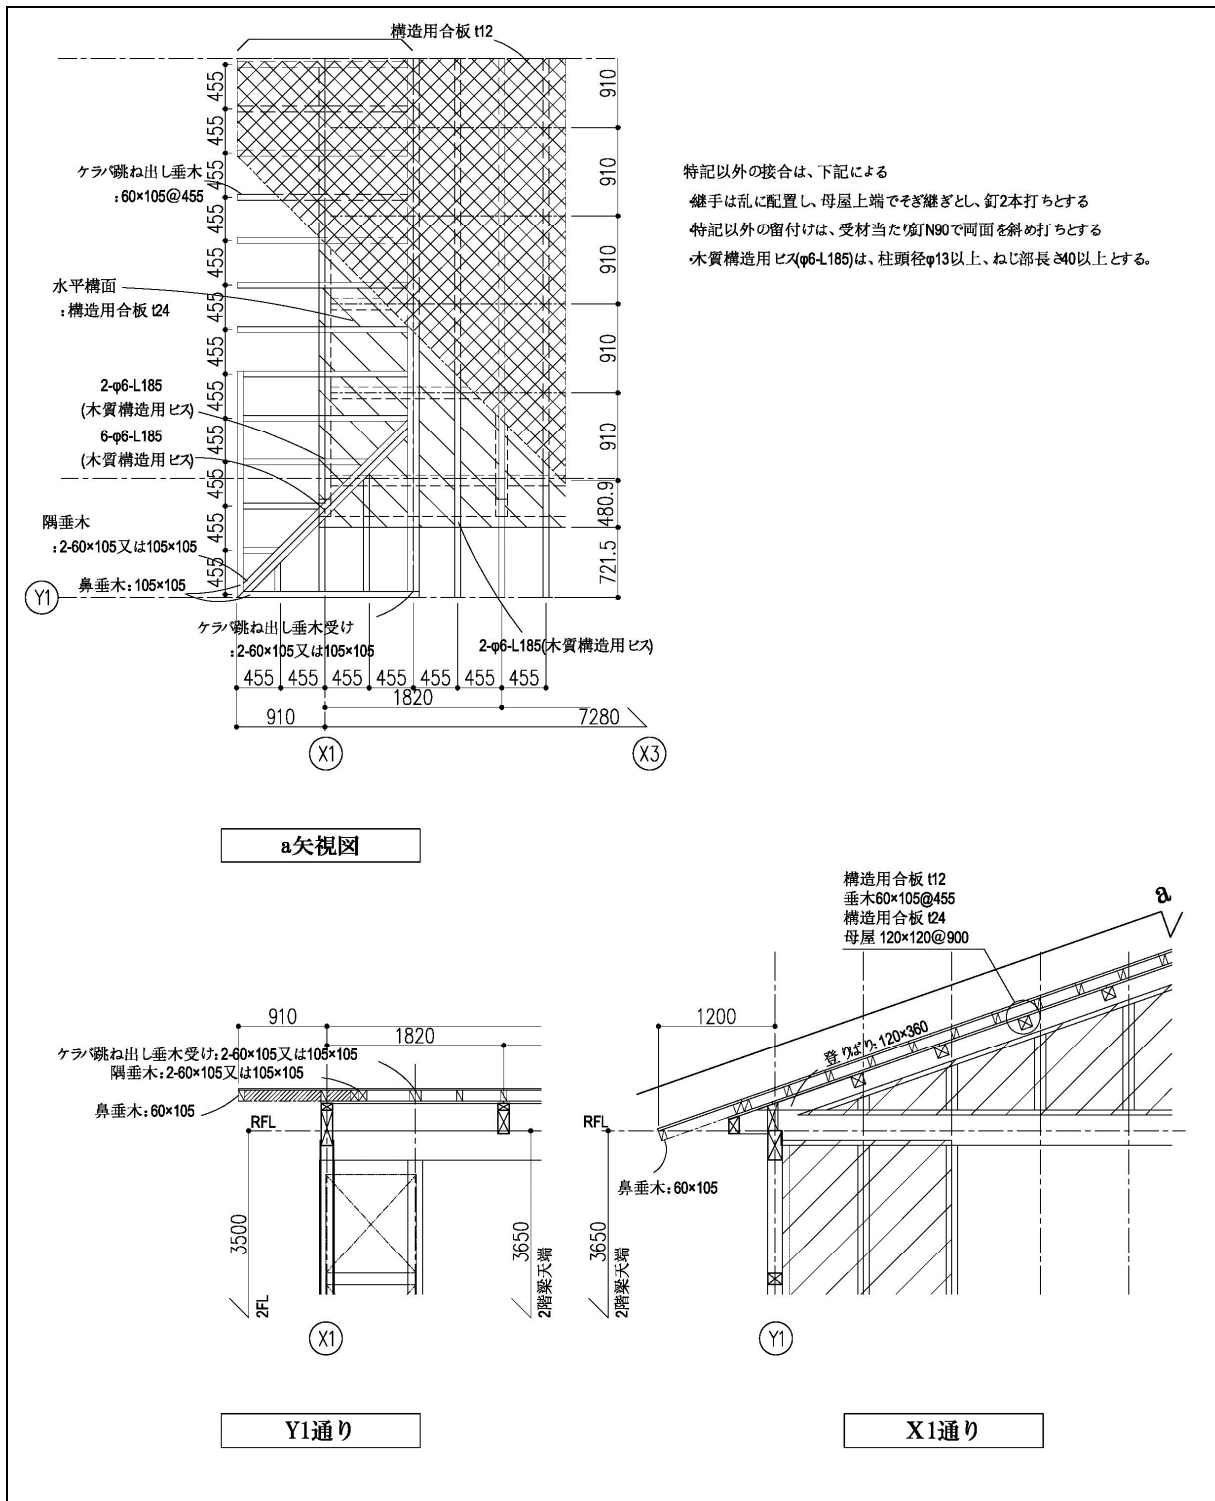 構造用合板 t12
455
455
455
455
455
455
455
455
455
455
455
455
910
910
910
910
910
480.9
721.5
ケラバ跳ね出し垂木
:60×105@455
水平構面
:構造用合板 t24
2-φ6-L185
(木質構造用ビス)
6-φ6-L185
(木質構造用ビス)
隅垂木
:2-60×105又は105×105
鼻垂木:105×105
Y1
ケラバ跳ね出し垂木受け
:2-60×105又は105×105
2-φ6-L185(木質構造用ビス)
455 455 455 455 455 455 455
1820
910
7280
X1
X3
特記以外の接合は、下記による
・継手は乱に配置し、母屋上端でそぎ継ぎとし、釘2本打ちとする
・特記以外の留付けは、受材当たり釘N90で両面を斜め打ちとする
・木質構造用ビス(φ6-L185)は、柱頭径φ13以上、ねじ部長さ40以上とする。
a矢視図
910
1820
ケラバ跳ね出し垂木受け:2-60×105又は105×105
隅垂木:2-60×105又は105×105
鼻垂木:60×105
RFL
3500
2FL
3650
2階梁天端
X1
Y1通り
構造用合板 t12
垂木60×105@455
構造用合板 t24
母屋 120×120@900
a
1200
登りばり:120×360
RFL
鼻垂木:60×105
3650
2階梁天端
Y1
X1通り